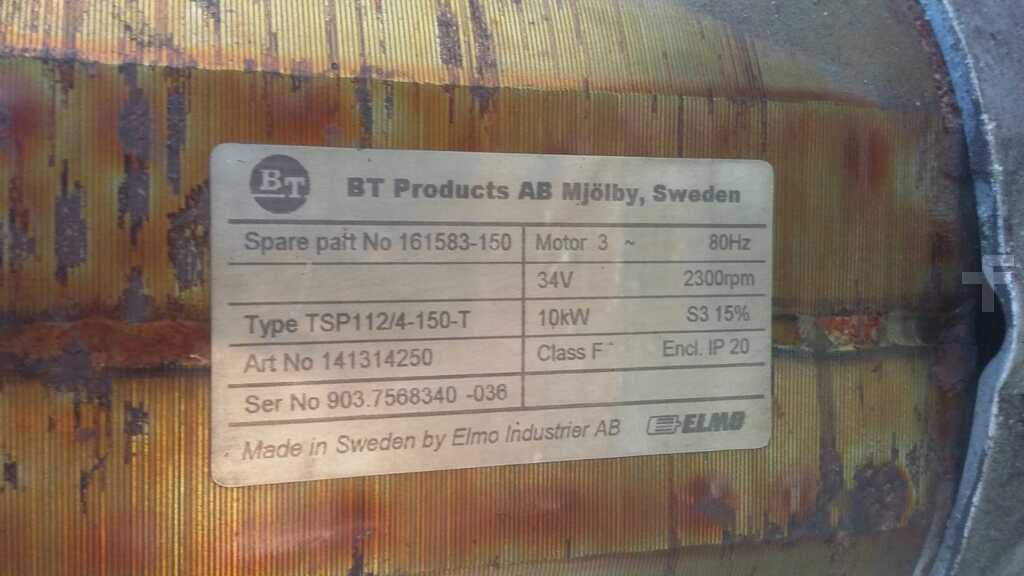 BT BT Products AB Mjölby, Sweden
Spare part No 161583-150 Motor 3 ~ 80Hz
34V 2300rpm
Type TSP112/4-150-T 10kW S3 15%
Art No 141314250 Class F Encl. IP 20
Ser No 903.7568340 -036
Made in Sweden by Elmo Industrier AB ELMO